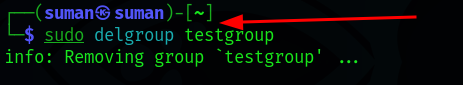 ┌──(suman㉿suman)-[~]
└─$ sudo delgroup testgroup
info: Removing group `testgroup' ...